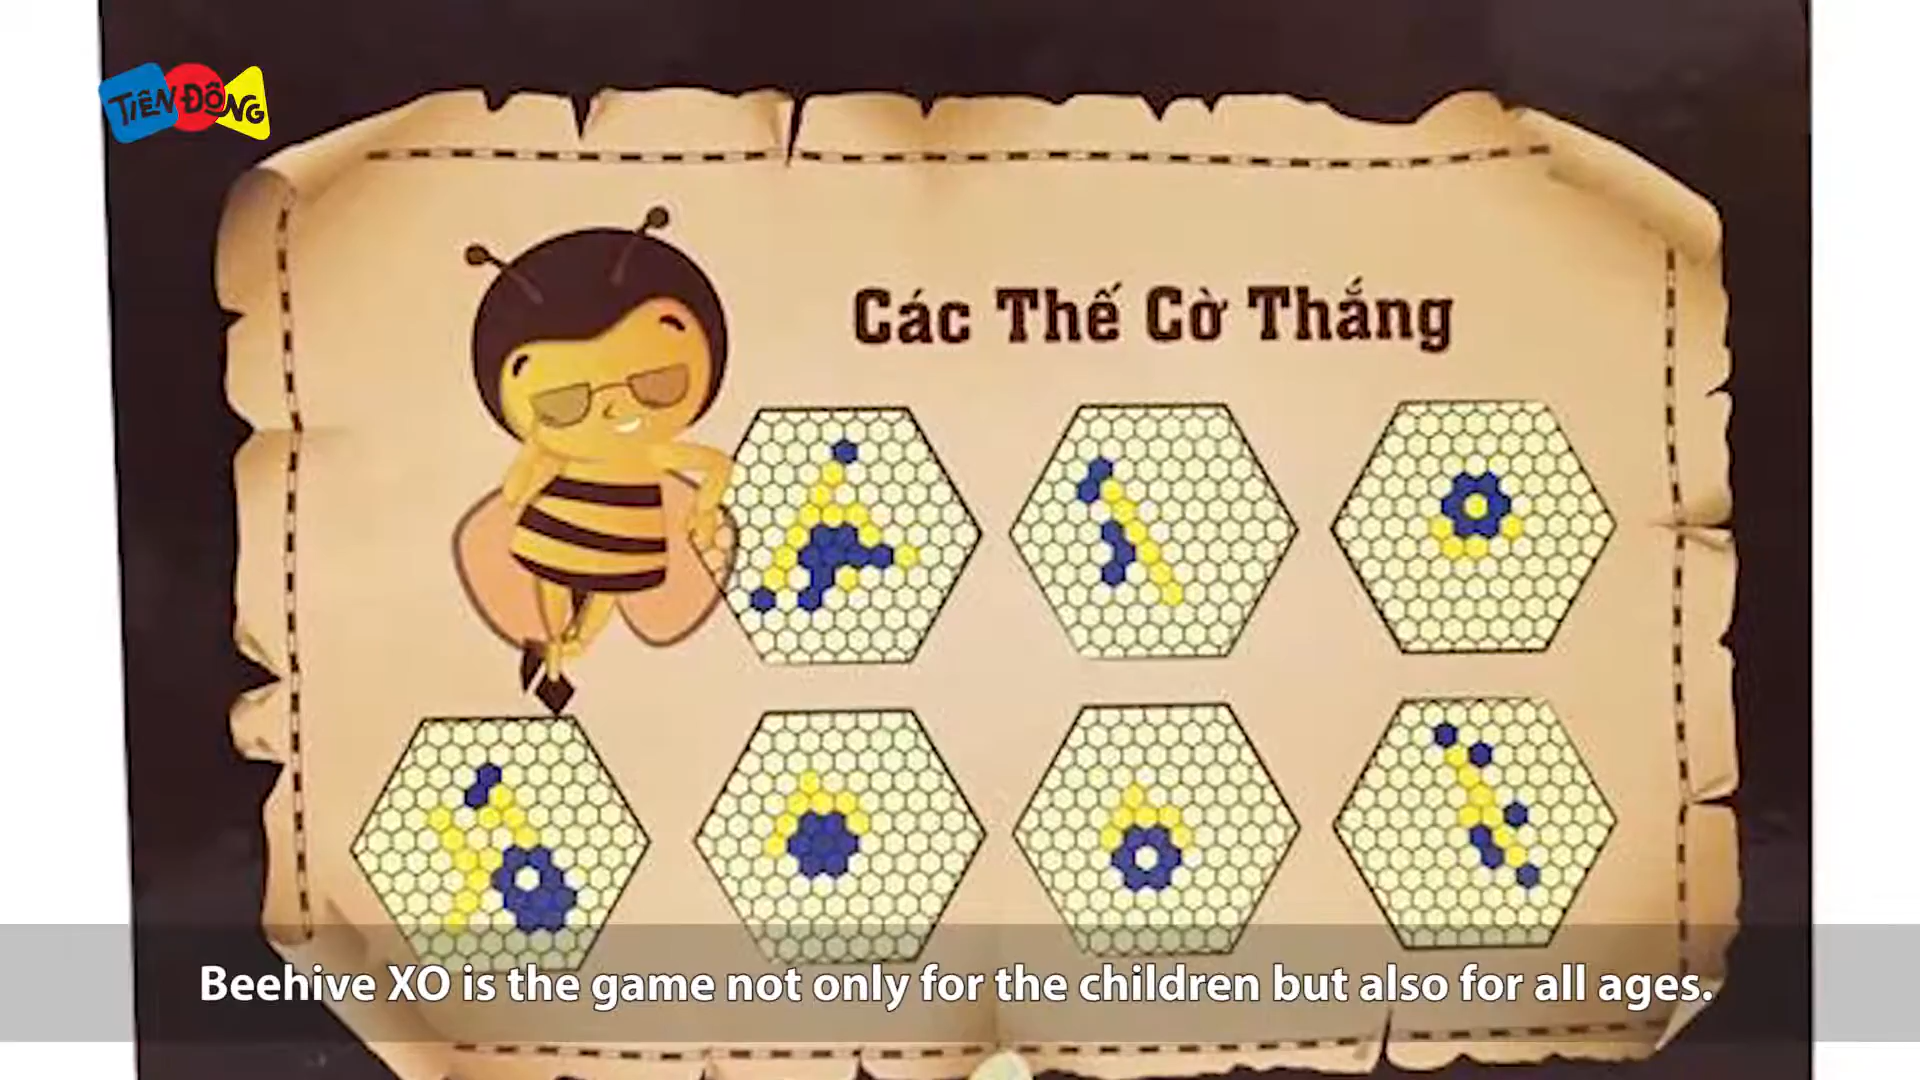 TIẾN ĐỘNG
Các Thế Cờ Thắng
Beehive XO is the game not only for the children but also for all ages.